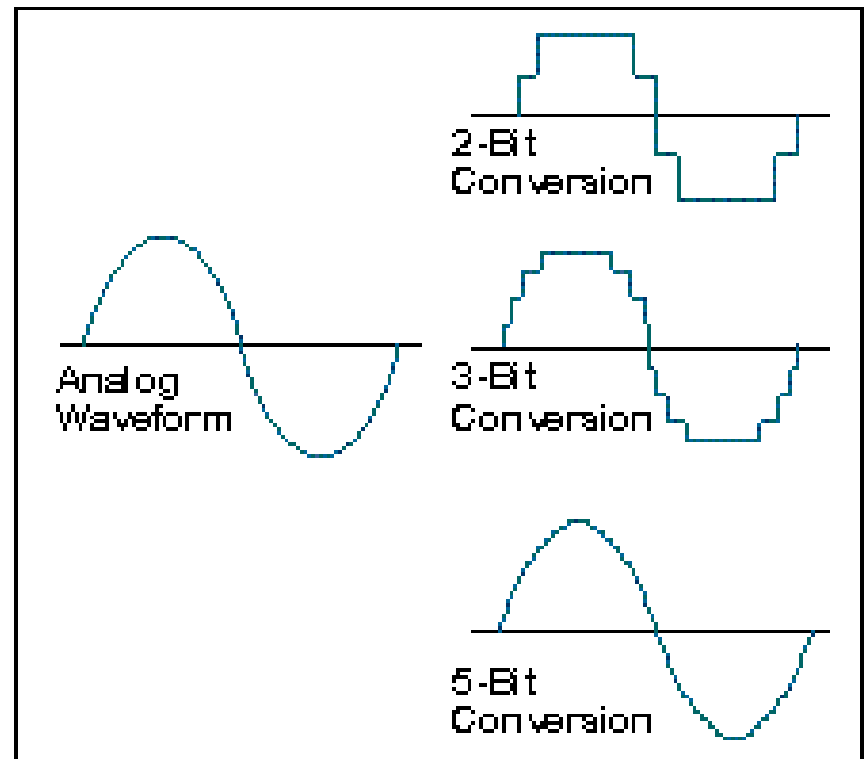 2-Bit
Conversion
Analog
Waveform
3-Bit
Conversion
5-Bit
Conversion